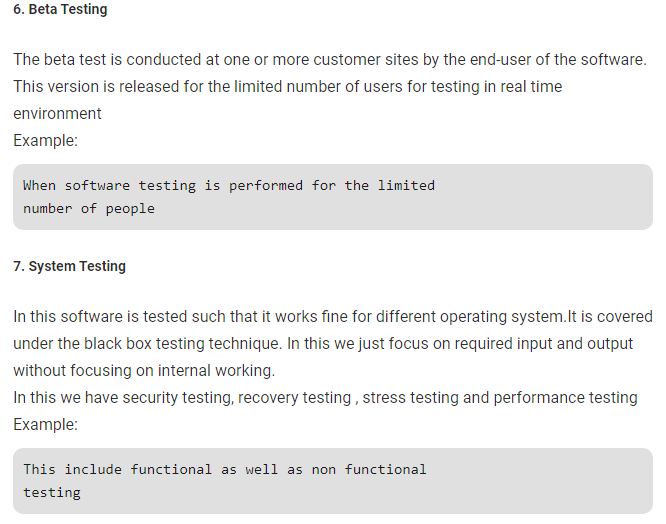 6. Beta Testing
The beta test is conducted at one or more customer sites by the end-user of the software.
This version is released for the limited number of users for testing in real time
environment
Example:
When software testing is performed for the limited
number of people
7. System Testing
In this software is tested such that it works fine for different operating system.It is covered
under the black box testing technique. In this we just focus on required input and output
without focusing on internal working.
In this we have security testing, recovery testing , stress testing and performance testing
Example:
This include functional as well as non functional
testing